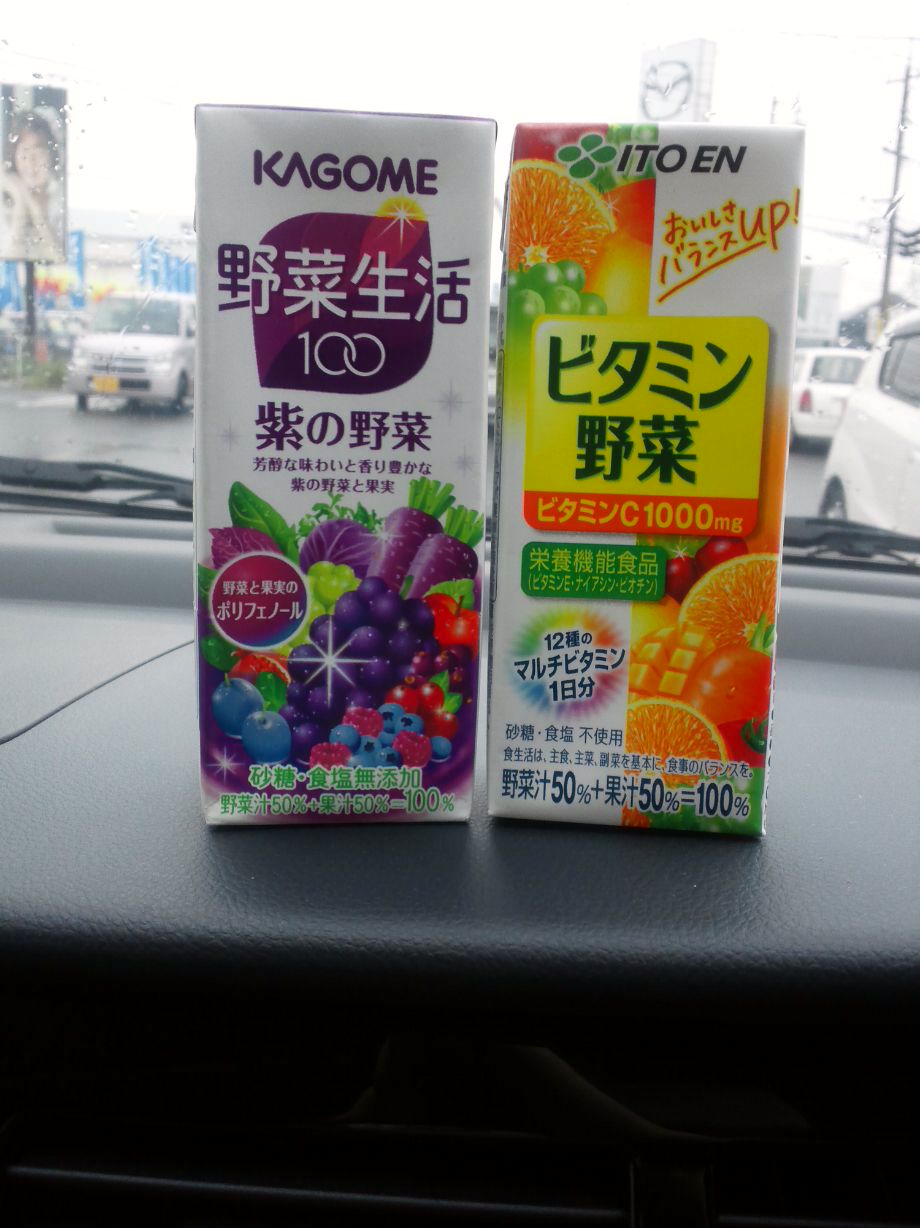 KAGOME
野菜生活
100
紫の野菜
芳醇な味わいと香り豊かな
紫の野菜と果実
野菜と果実の
ポリフェノール
砂糖・食塩無添加
野菜汁50%+果汁50%=100%
ITO EN
おいしさ
バランスUP!
ビタミン
野菜
ビタミンC1000mg
栄養機能食品
(ビタミンE・ナイアシン・ビオチン)
12種の
マルチビタミン
1日分
砂糖・食塩 不使用
食生活は、主食、主菜、副菜を基本に、食事のバランスを。
野菜汁50%+果汁50%=100%